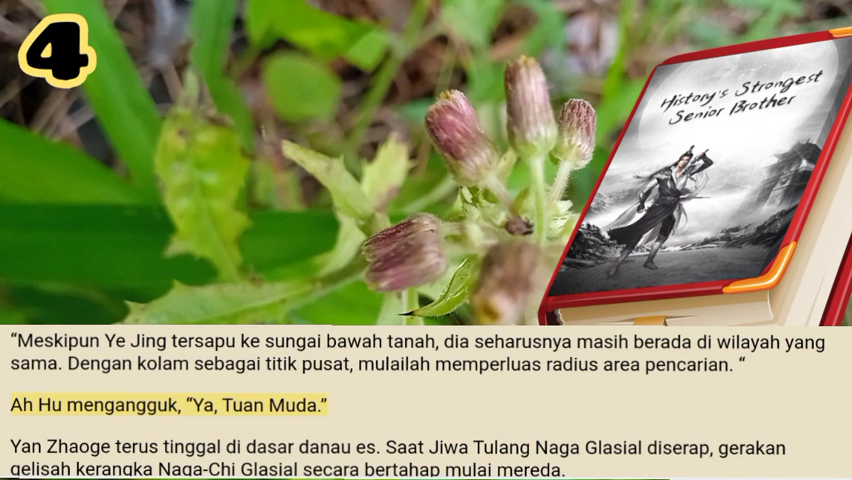 4
History's Strongest
Senior Brother
“Meskipun Ye Jing tersapu ke sungai bawah tanah, dia seharusnya masih berada di wilayah yang
sama. Dengan kolam sebagai titik pusat, mulailah memperluas radius area pencarian. “
Ah Hu mengangguk, “Ya, Tuan Muda.”
Yan Zhaoge terus tinggal di dasar danau es. Saat Jiwa Tulang Naga Glasial diserap, gerakan
gelisah kerangka Naga-Chi Glasial secara bertahap mulai mereda.